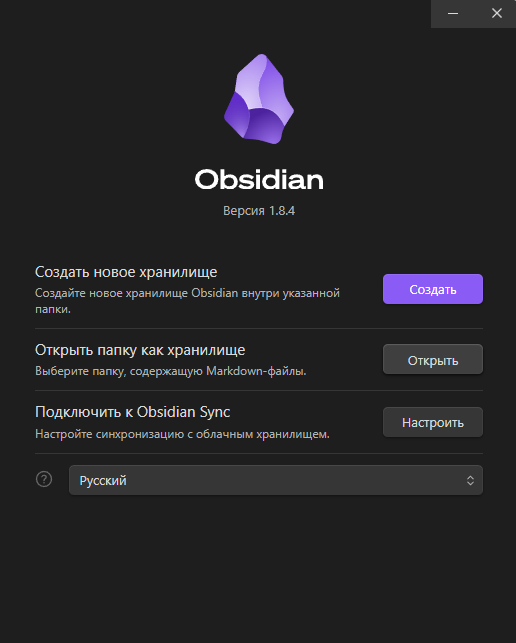 Obsidian
Версия 1.8.4
Создать новое хранилище
Создайте новое хранилище Obsidian внутри указанной
папки.
Создать
Открыть папку как хранилище
Выберите папку, содержащую Markdown-файлы.
Открыть
Подключить к Obsidian Sync
Настройте синхронизацию с облачным хранилищем.
Настроить
?
Русский